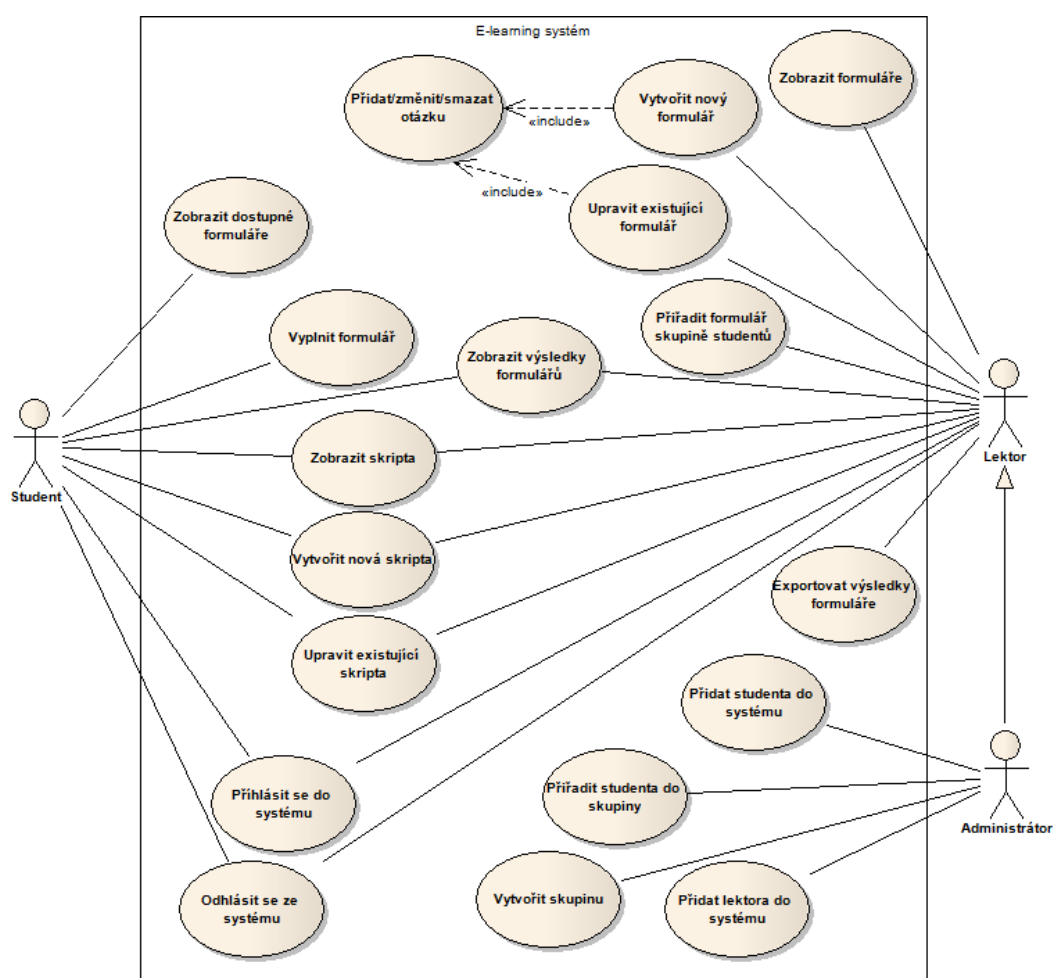 E-learning systém
Zobrazit formuláře
Přidat/změnit/smazat
otázku
Vytvořit nový
formulář
«include»
«include»
Upravit existující
formulář
Zobrazit dostupné
formuláře
Přiřadit formulář
skupině studentů
Vyplnit formulář
Zobrazit výsledky
formulářů
Zobrazit skripta
Lektor
Student
Vytvořit nová skripta
Exportovat výsledky
formuláře
Upravit existující
skripta
Přidat studenta do
systému
Přihlásit se do
systému
Přiřadit studenta do
skupiny
Administrátor
Odhlásit se ze
systému
Vytvořit skupinu
Přidat lektora do
systému